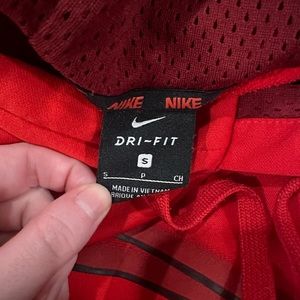 NIKE NIKE
DRI-FIT
S
S P CH
MADE IN VIETNAM